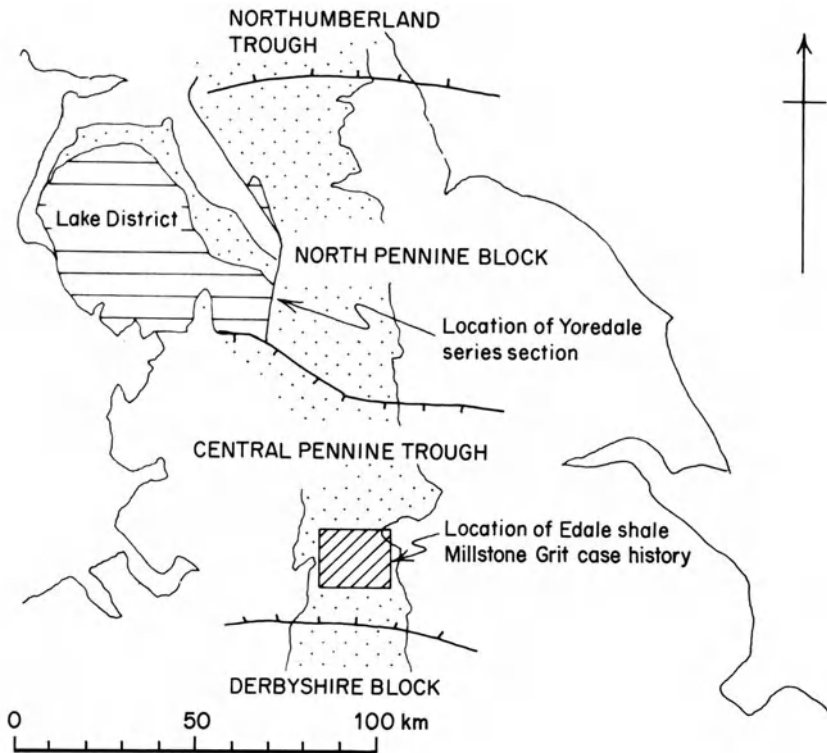 NORTHUMBERLAND
TROUGH
Lake District
NORTH PENNINE BLOCK
Location of Yoredale
series section
CENTRAL PENNINE TROUGH
Location of Edale shale
Millstone Grit case history
DERBYSHIRE BLOCK
0 50 100 km